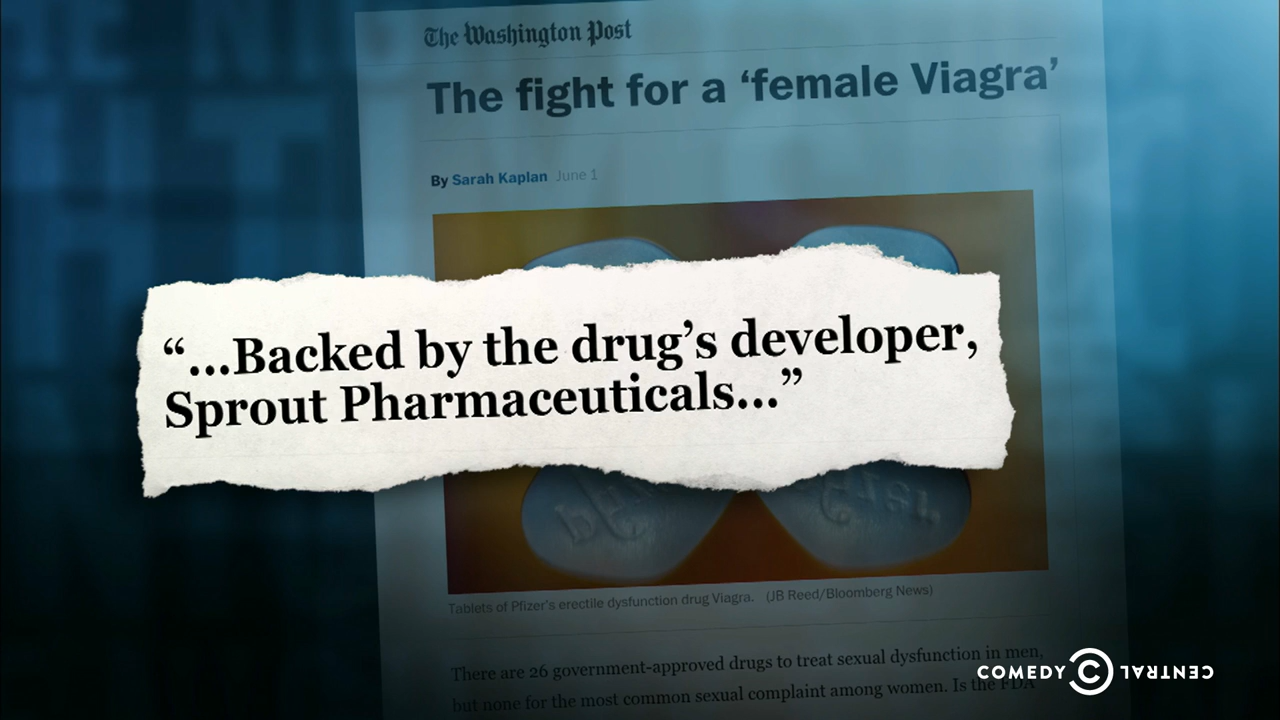 The Washington Post
The fight for a ‘female Viagra’
By Sarah Kaplan June 1
“...Backed by the drug’s developer,
Sprout Pharmaceuticals...”
Tablets of Pfizer's erectile dysfunction drug Viagra. (JB Reed/Bloomberg News)
There are 26 government-approved drugs to treat sexual dysfunction in men,
but none for the most common sexual complaint among women. Is the FDA
COMEDY CENTRAL